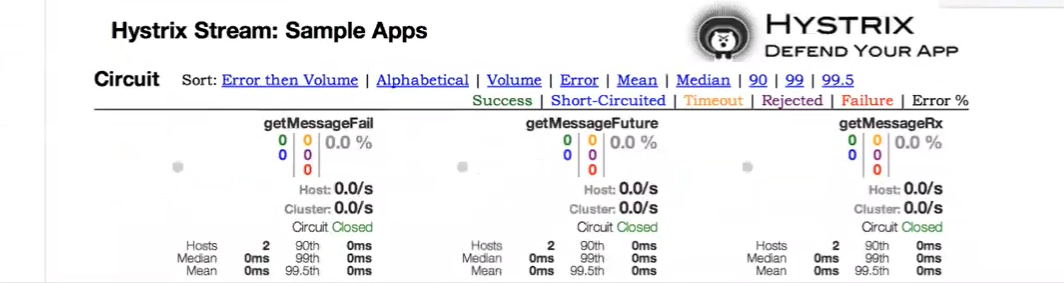 Hystrix Stream: Sample Apps
HYSTRIX
DEFEND YOUR APP
Circuit Sort: Error then Volume | Alphabetical | Volume | Error | Mean | Median | 90 | 99 | 99.5
Success | Short-Circuited | Timeout | Rejected | Failure | Error %
getMessageFail
0 0 0.0 %
0 0
0
Host: 0.0/s
Cluster: 0.0/s
Circuit Closed
Hosts 2 90th 0ms
Median 0ms 99th 0ms
Mean 0ms 99.5th 0ms
getMessageFuture
0 0 0.0 %
0 0
0
Host: 0.0/s
Cluster: 0.0/s
Circuit Closed
Hosts 2 90th 0ms
Median 0ms 99th 0ms
Mean 0ms 99.5th 0ms
getMessageRx
0 0 0.0 %
0 0
0
Host: 0.0/s
Cluster: 0.0/s
Circuit Closed
Hosts 2 90th 0ms
Median 0ms 99th 0ms
Mean 0ms 99.5th 0ms